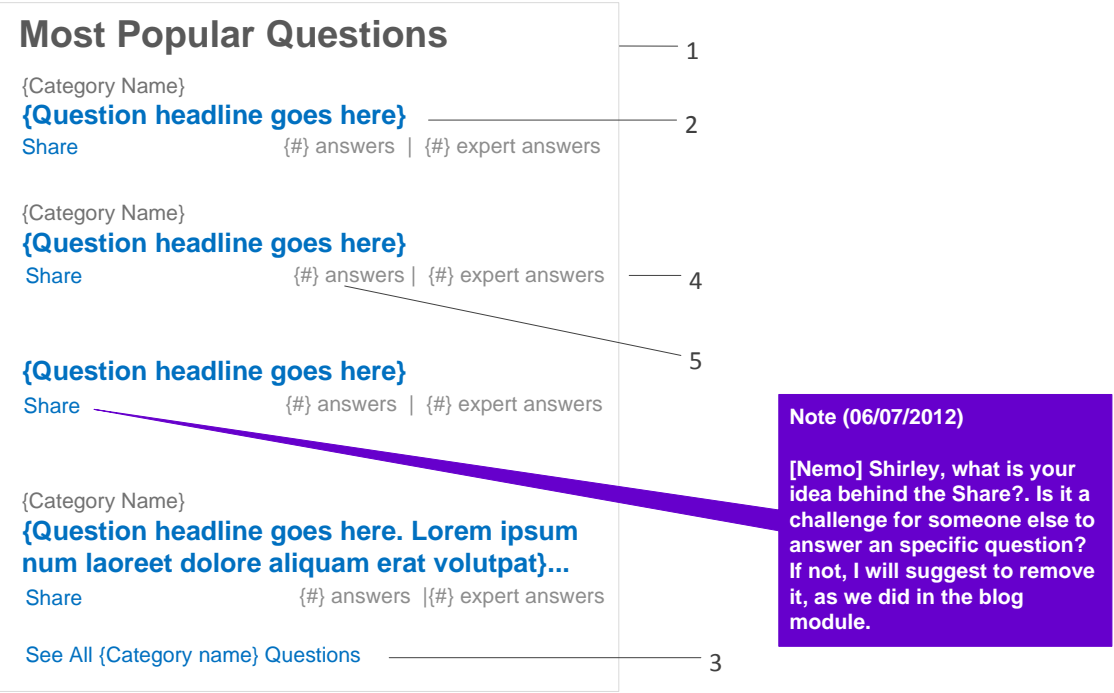 Most Popular Questions
1
{Category Name}
{Question headline goes here}
2
Share
{#} answers | {#} expert answers
{Category Name}
{Question headline goes here}
Share
{#} answers | {#} expert answers
4
5
{Question headline goes here}
Share
{#} answers | {#} expert answers
Note (06/07/2012)
[Nemo] Shirley, what is your
idea behind the Share?. Is it a
challenge for someone else to
answer an specific question?
If not, I will suggest to remove
it, as we did in the blog
module.
{Category Name}
{Question headline goes here. Lorem ipsum
num laoreet dolore aliquam erat volutpat}...
Share
{#} answers |{#} expert answers
See All {Category name} Questions
3